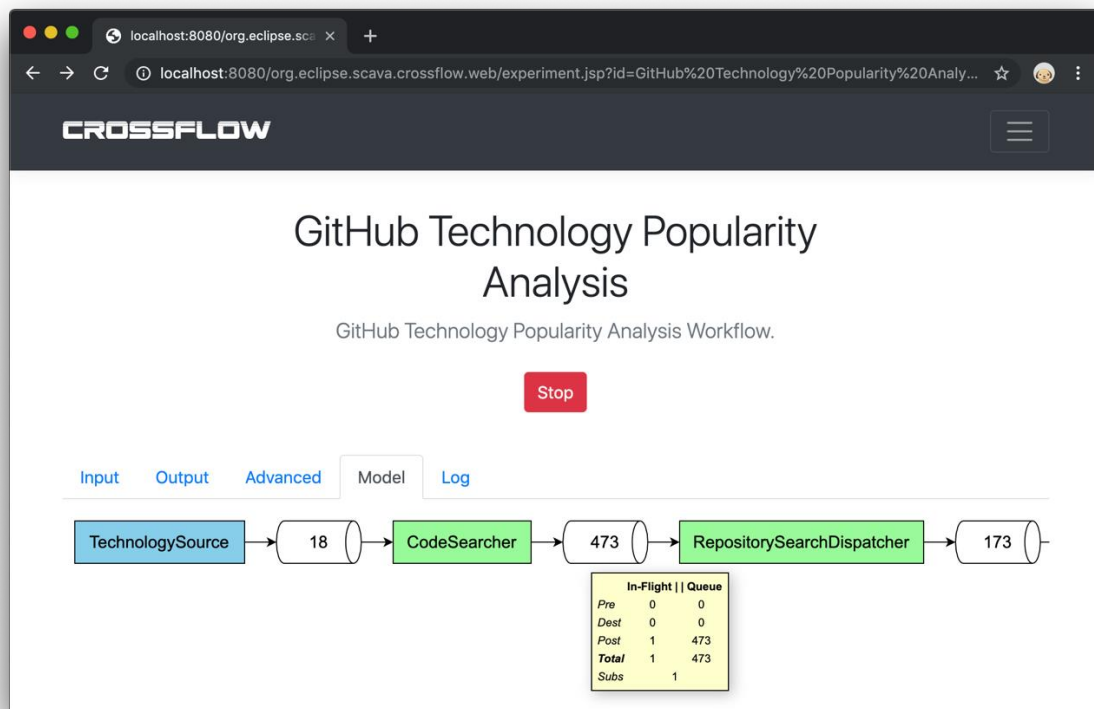 localhost:8080/org.eclipse.sca
localhost:8080/org.eclipse.scava.crossflow.web/experiment.jsp?id=GitHub%20Technology%20Popularity%20Analy...
CROSSFLOW
GitHub Technology Popularity
Analysis
GitHub Technology Popularity Analysis Workflow.
Stop
Input Output Advanced Model Log
TechnologySource 18 CodeSearcher 473 RepositorySearchDispatcher 173
In-Flight || Queue
Pre 0 0
Dest 0 0
Post 1 473
Total 1 473
Subs 1